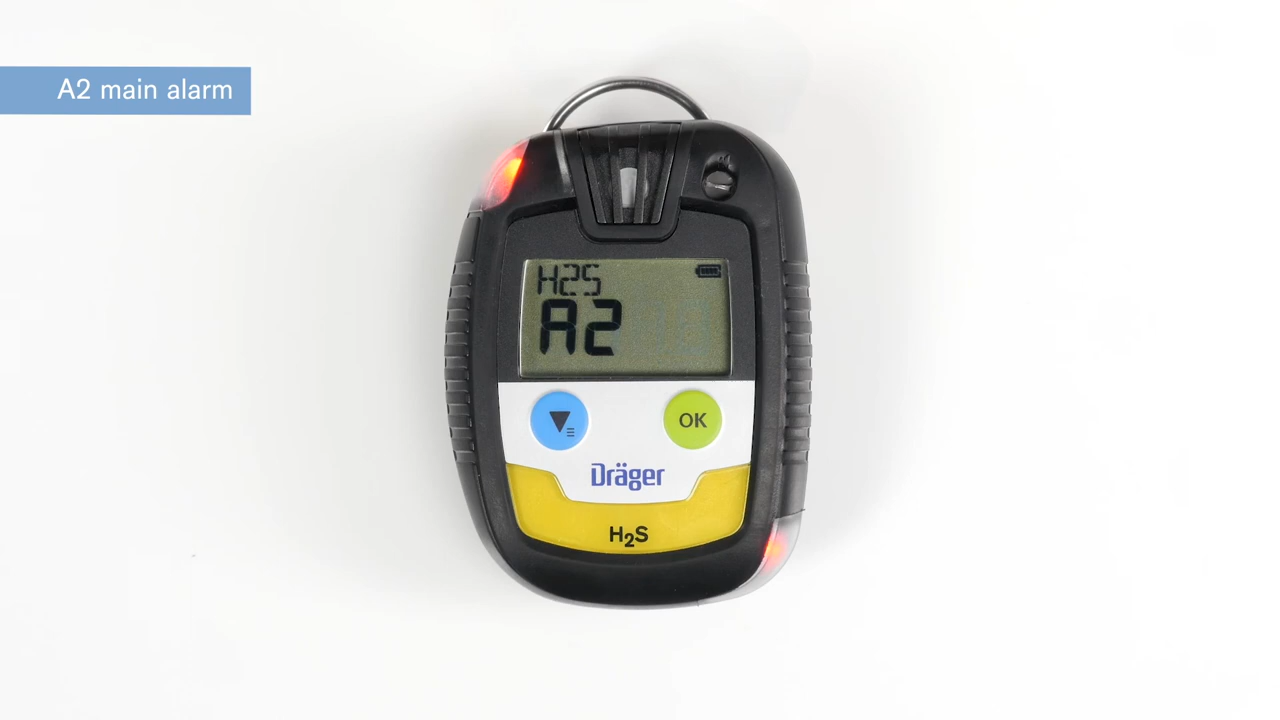 A2 main alarm
H2S
A2
OK
Dräger
H₂S